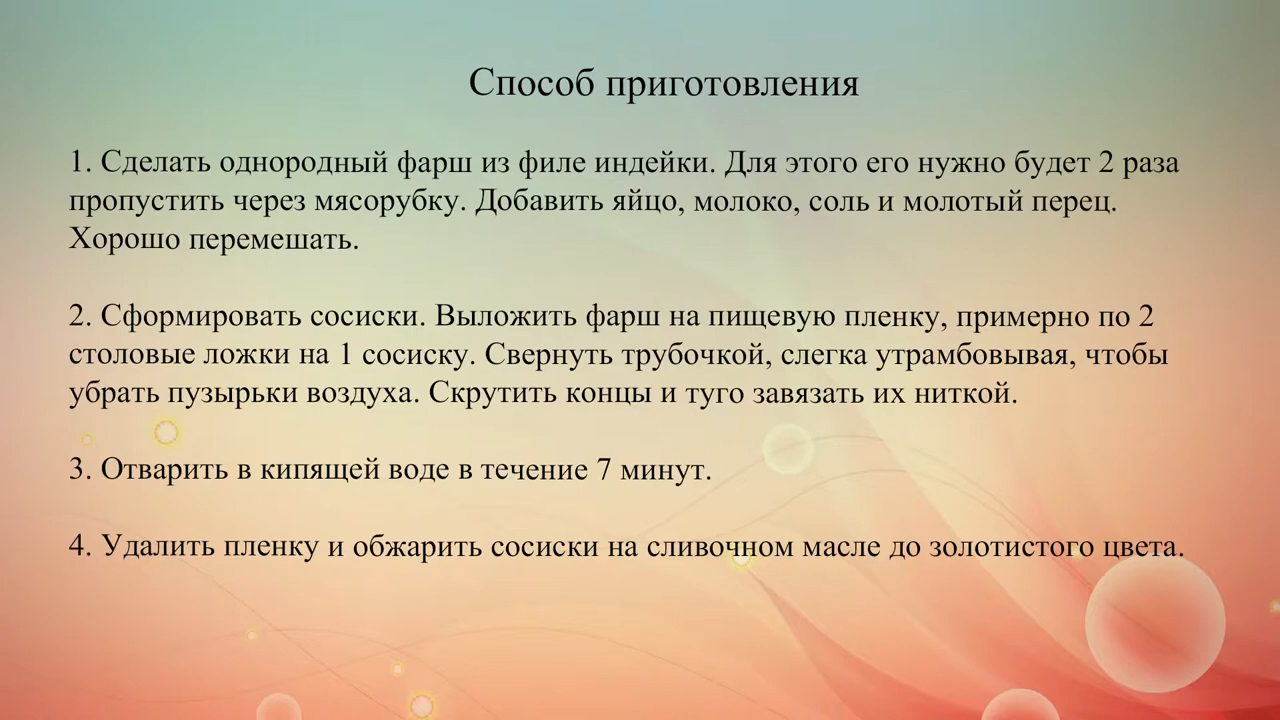 Способ приготовления
1. Сделать однородный фарш из филе индейки. Для этого его нужно будет 2 раза
пропустить через мясорубку. Добавить яйцо, молоко, соль и молотый перец.
Хорошо перемешать.
2. Сформировать сосиски. Выложить фарш на пищевую пленку, примерно по 2
столовые ложки на 1 сосиску. Свернуть трубочкой, слегка утрамбовывая, чтобы
убрать пузырьки воздуха. Скрутить концы и туго завязать их ниткой.
3. Отварить в кипящей воде в течение 7 минут.
4. Удалить пленку и обжарить сосиски на сливочном масле до золотистого цвета.